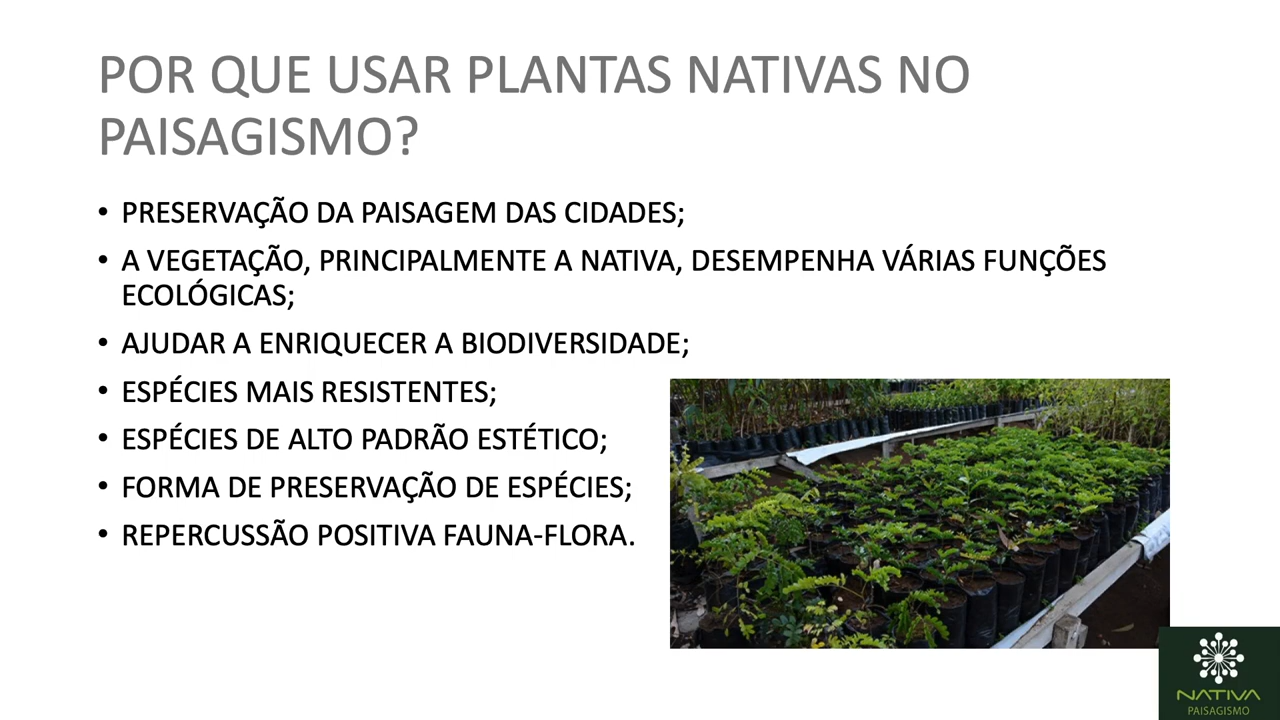 POR QUE USAR PLANTAS NATIVAS NO
PAISAGISMO?
• PRESERVAÇÃO DA PAISAGEM DAS CIDADES;
• A VEGETAÇÃO, PRINCIPALMENTE A NATIVA, DESEMPENHA VÁRIAS FUNÇÕES
ECOLÓGICAS;
• AJUDAR A ENRIQUECER A BIODIVERSIDADE;
• ESPÉCIES MAIS RESISTENTES;
• ESPÉCIES DE ALTO PADRÃO ESTÉTICO;
• FORMA DE PRESERVAÇÃO DE ESPÉCIES;
• REPERCUSSÃO POSITIVA FAUNA-FLORA.
NATIVA
PAISAGISMO